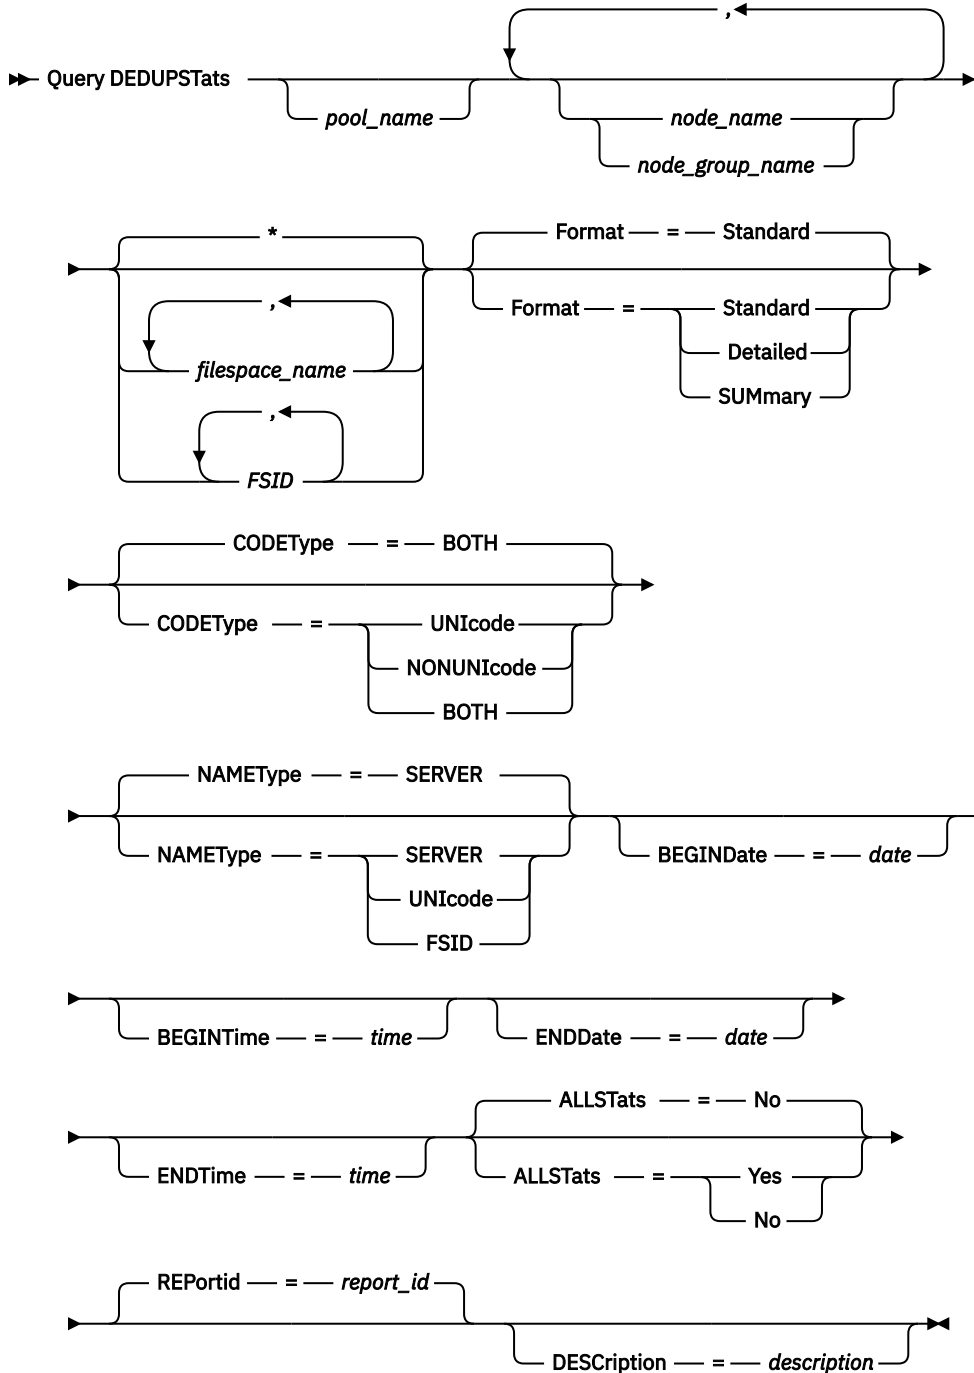 ,
Query DEDUPSTats
pool_name
node_name
node_group_name
*
,
filespace_name
,
FSID
Format = Standard
Format = Standard
Detailed
SUMmary
CODEType = BOTH
CODEType = UNIcode
NONUNIcode
BOTH
NAMEType = SERVER
NAMEType = SERVER
UNIcode
FSID
BEGINDate = date
BEGINTime = time
ENDDate = date
ENDTime = time
ALLSTats = No
ALLSTats = Yes
No
REPortid = report_id
DESCription = description